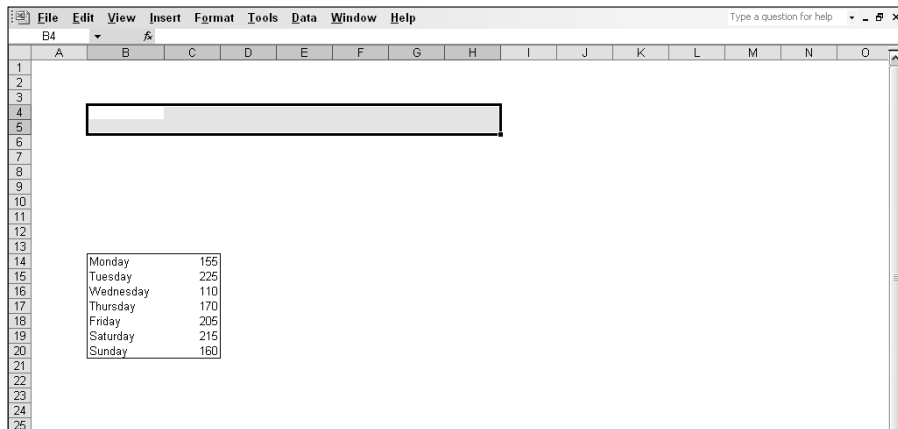 File Edit View Insert Format Tools Data Window Help Type a question for help
B4 fx
A B C D E F G H I J K L M N O
1
2
3
4
5
6
7
8
9
10
11
12
13
14 Monday 155
15 Tuesday 225
16 Wednesday 110
17 Thursday 170
18 Friday 205
19 Saturday 215
20 Sunday 160
21
22
23
24
25